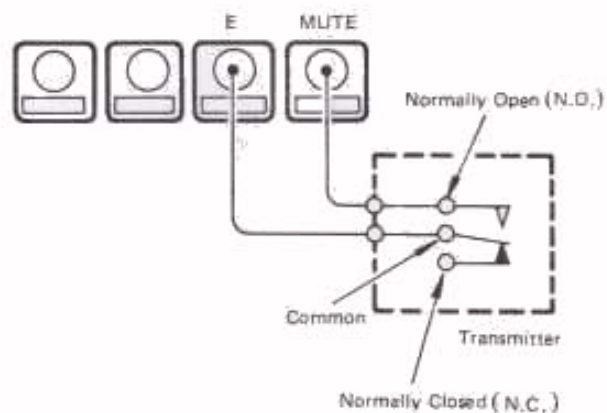 E MUTE
Normally Open (N.O.)
Common
Transmitter
Normally Closed (N.C.)